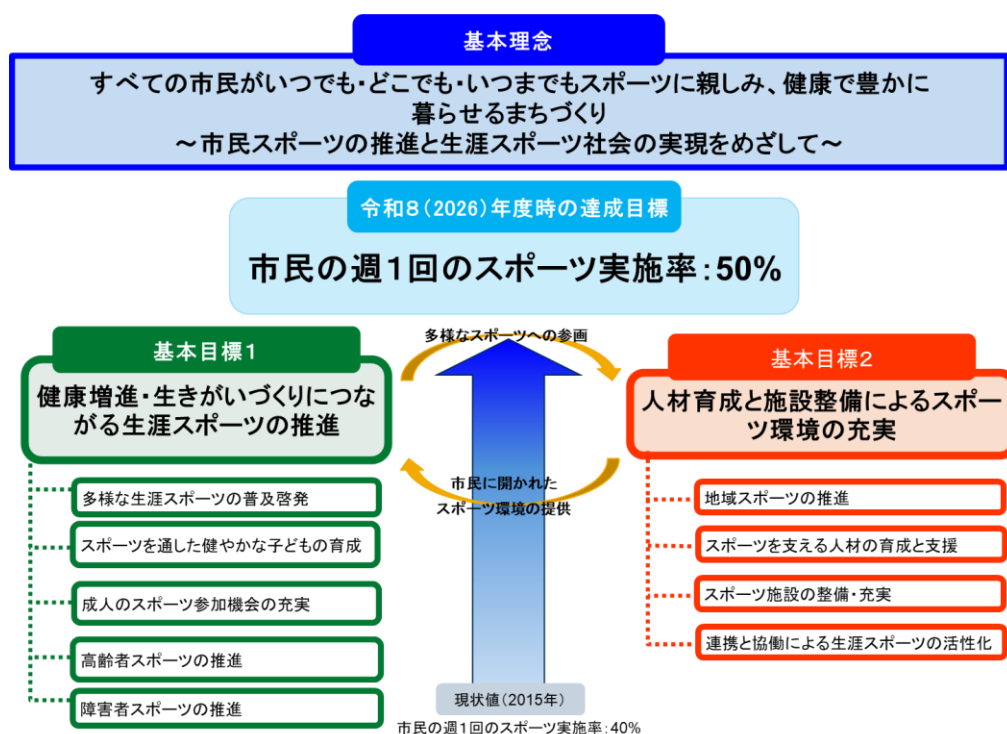 基本理念
すべての市民がいつでも・どこでも・いつまでもスポーツに親しみ、健康で豊かに
暮らせるまちづくり
～市民スポーツの推進と生涯スポーツ社会の実現をめざして～
令和８（2026）年度時の達成目標
市民の週１回のスポーツ実施率：50%
多様なスポーツへの参画
基本目標１
健康増進・生きがいづくりにつな
がる生涯スポーツの推進
多様な生涯スポーツの普及啓発
スポーツを通した健やかな子どもの育成
成人のスポーツ参加機会の充実
高齢者スポーツの推進
障害者スポーツの推進
市民に開かれた
スポーツ環境の提供
基本目標２
人材育成と施設整備によるスポー
ツ環境の充実
地域スポーツの推進
スポーツを支える人材の育成と支援
スポーツ施設の整備・充実
連携と協働による生涯スポーツの活性化
現状値（2015年）
市民の週１回のスポーツ実施率：40%